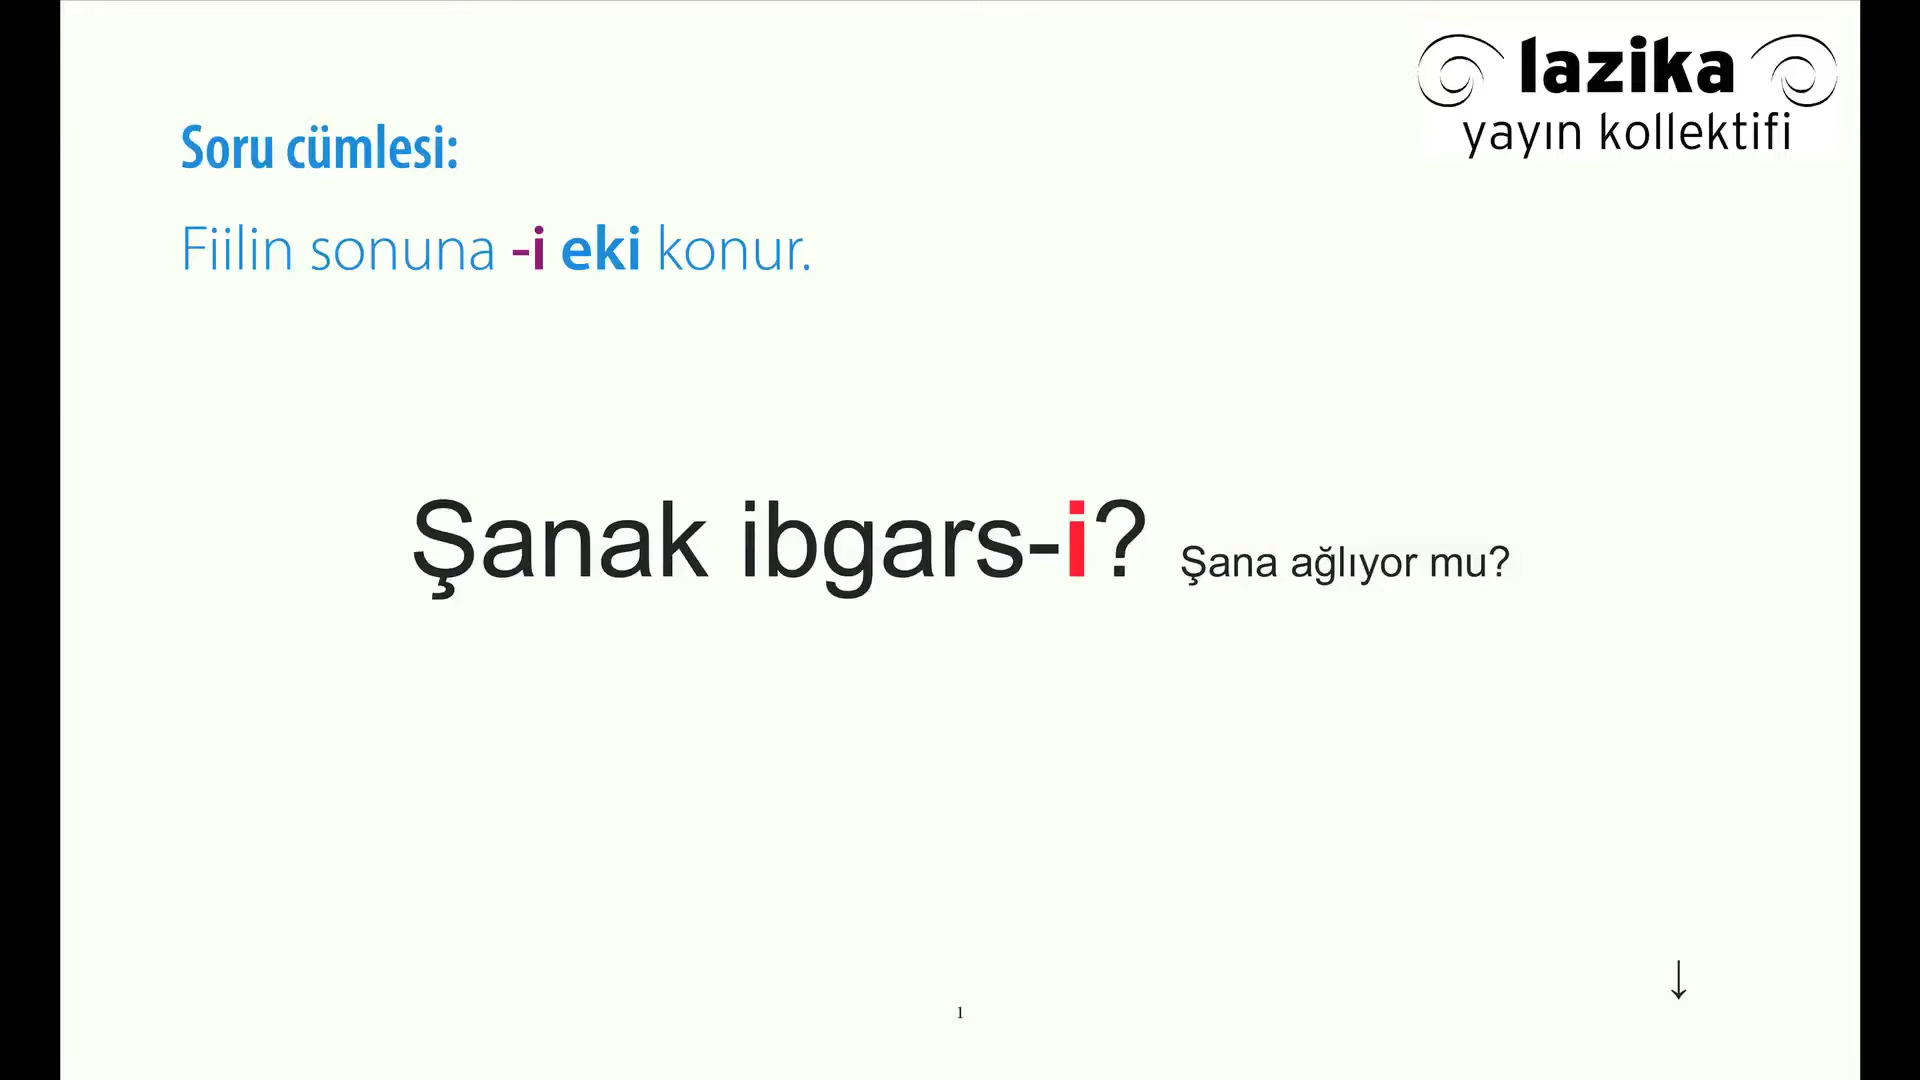 lazika
yayın kollektifi
Soru cümlesi:
Fiilin sonuna -i eki konur.
Şanak ibgars-i? Şana ağlıyor mu?
↓
1